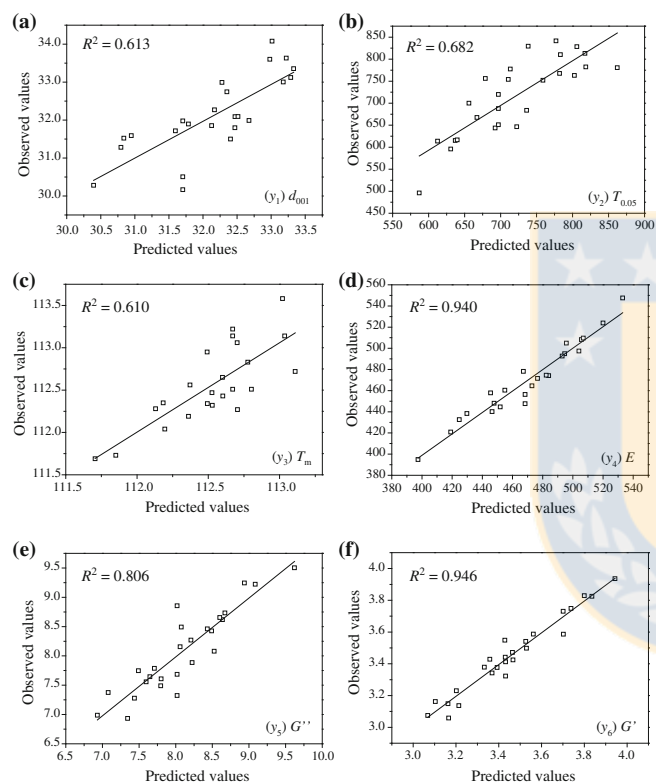 (a)
34.0
33.0
32.0
31.0
30.0
Observed values
R² = 0.613
(y₁) d₀₀₁
30.0 30.5 31.0 31.5 32.0 32.5 33.0 33.5
Predicted values
(b)
850
800
750
700
650
600
550
500
450
Observed values
R² = 0.682
(y₂) T₀.₀₅
550 600 650 700 750 800 850 900
Predicted values
(c)
113.5
113.0
112.5
112.0
111.5
Observed values
R² = 0.610
(y₃) Tₘ
111.5 112.0 112.5 113.0
Predicted values
(d)
560
540
520
500
480
460
440
420
400
380
Observed values
R² = 0.940
(y₄) E
380 400 420 440 460 480 500 520 540
Predicted values
(e)
9.5
9.0
8.5
8.0
7.5
7.0
Observed values
R² = 0.806
(y₅) G''
6.5 7.0 7.5 8.0 8.5 9.0 9.5 10.0
Predicted values
(f)
4.0
3.8
3.6
3.4
3.2
3.0
Observed values
R² = 0.946
(y₆) G'
3.0 3.2 3.4 3.6 3.8 4.0
Predicted values